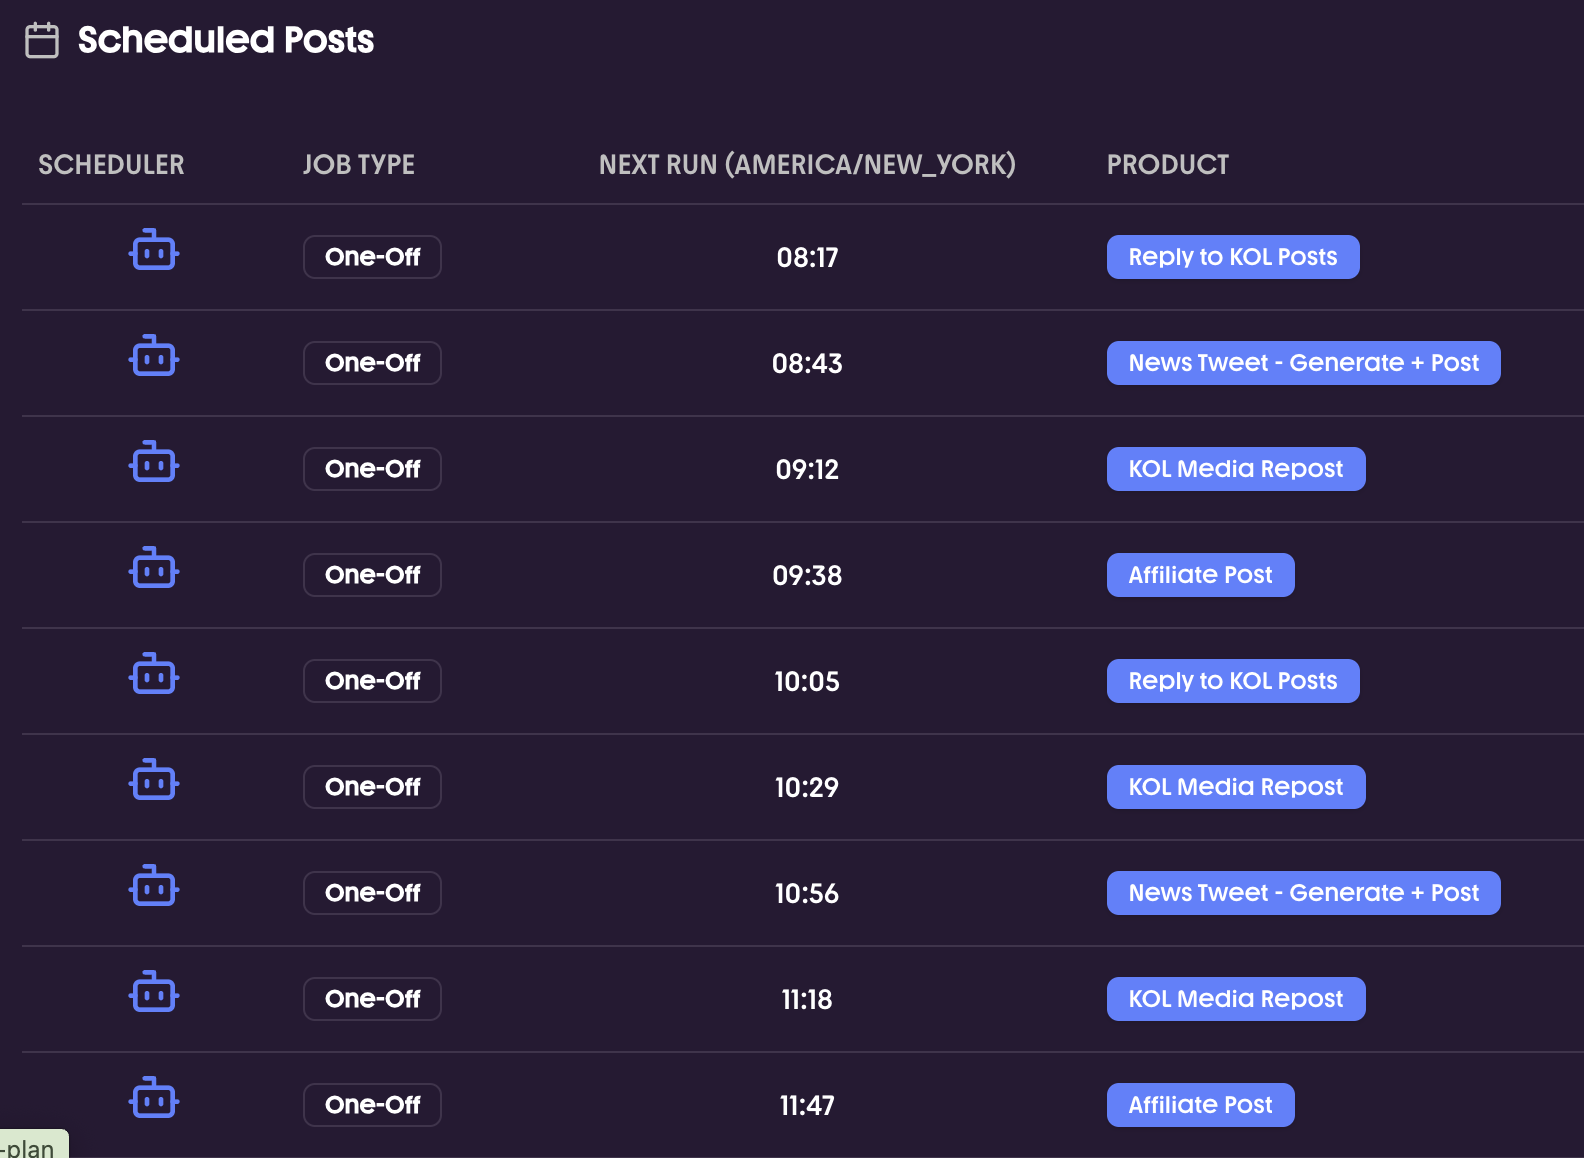 Scheduled Posts
SCHEDULER JOB TYPE NEXT RUN (AMERICA/NEW_YORK) PRODUCT
One-Off 08:17 Reply to KOL Posts
One-Off 08:43 News Tweet - Generate + Post
One-Off 09:12 KOL Media Repost
One-Off 09:38 Affiliate Post
One-Off 10:05 Reply to KOL Posts
One-Off 10:29 KOL Media Repost
One-Off 10:56 News Tweet - Generate + Post
One-Off 11:18 KOL Media Repost
One-Off 11:47 Affiliate Post
-plan